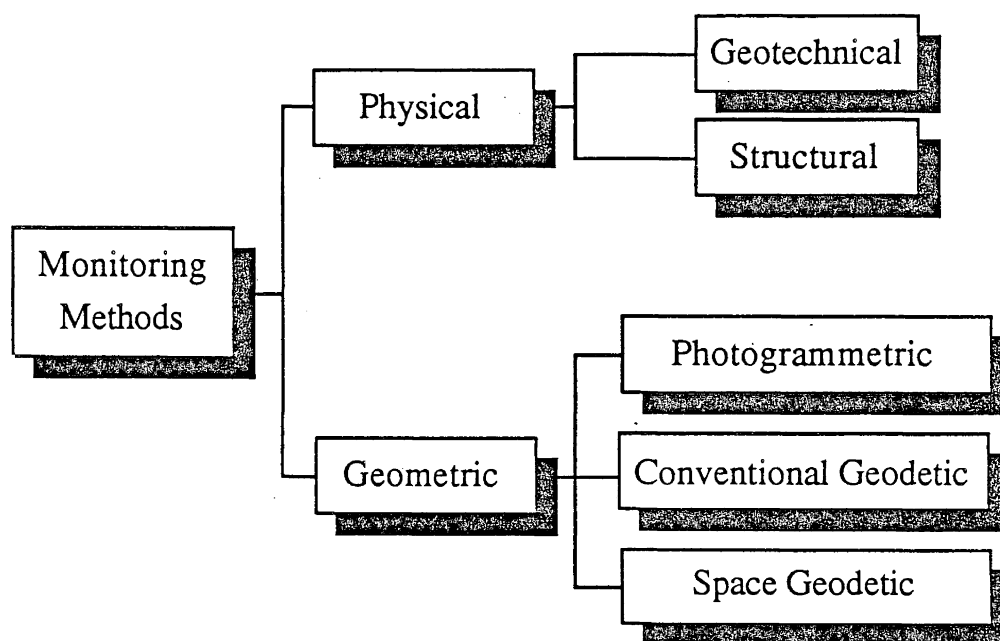 Monitoring
Methods
Physical
Geotechnical
Structural
Geometric
Photogrammetric
Conventional Geodetic
Space Geodetic